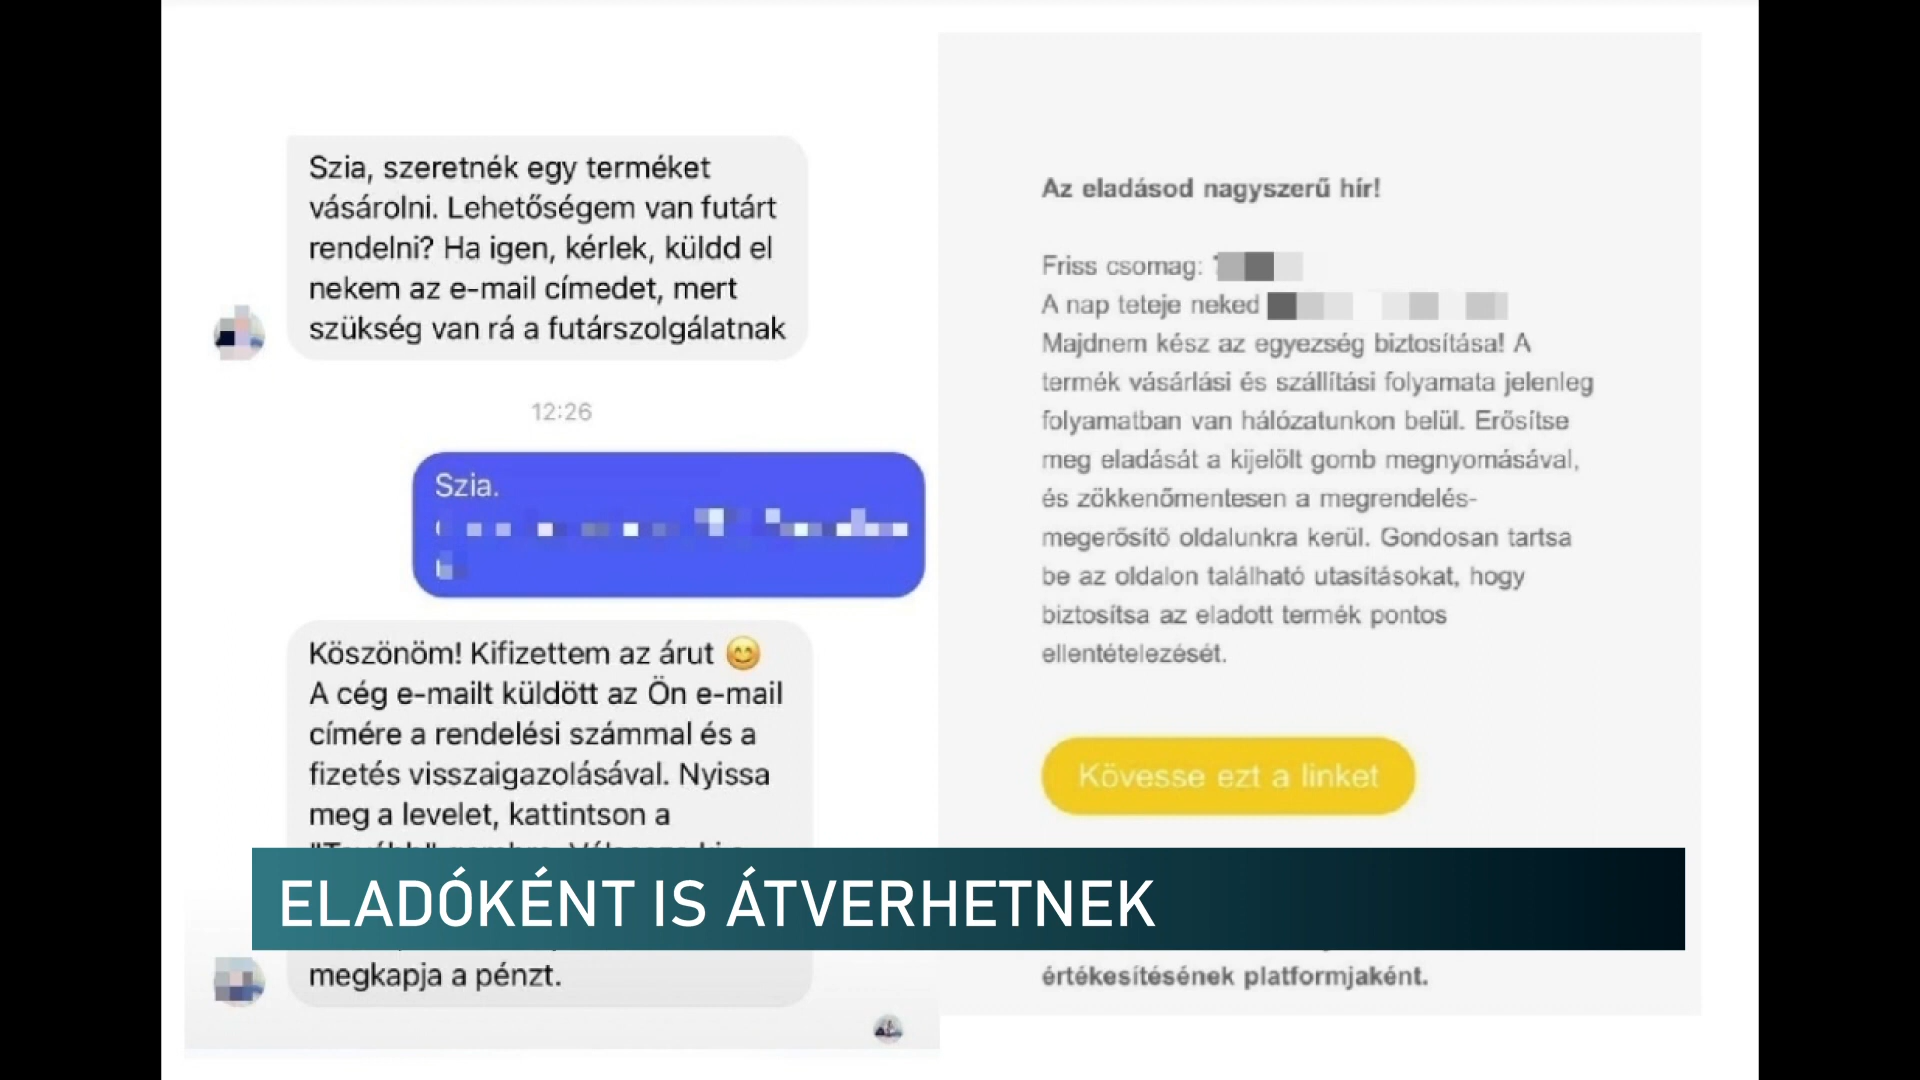 Szia, szeretnék egy terméket
vásárolni. Lehetőségem van futárt
rendelni? Ha igen, kérlek, küldd el
nekem az e-mail címedet, mert
szükség van rá a futárszolgálatnak
12:26
Szia.
Köszönöm! Kifizettem az árut 😊
A cég e-mailt küldött az Ön e-mail
címére a rendelési számmal és a
fizetés visszaigazolásával. Nyissa
meg a levelet, kattintson a
megkapja a pénzt.
Az eladásod nagyszerű hír!
Friss csomag:
A nap teteje neked
Majdnem kész az egyezség biztosítása! A
termék vásárlási és szállítási folyamata jelenleg
folyamatban van hálózatunkon belül. Erősítse
meg eladását a kijelölt gomb megnyomásával,
és zökkenőmentesen a megrendelés-
megerősítő oldalunkra kerül. Gondosan tartsa
be az oldalon található utasításokat, hogy
biztosítsa az eladott termék pontos
ellentételezését.
Kövesse ezt a linket
értékesítésének platformjaként.
ELADÓKÉNT IS ÁTVERHETNEK